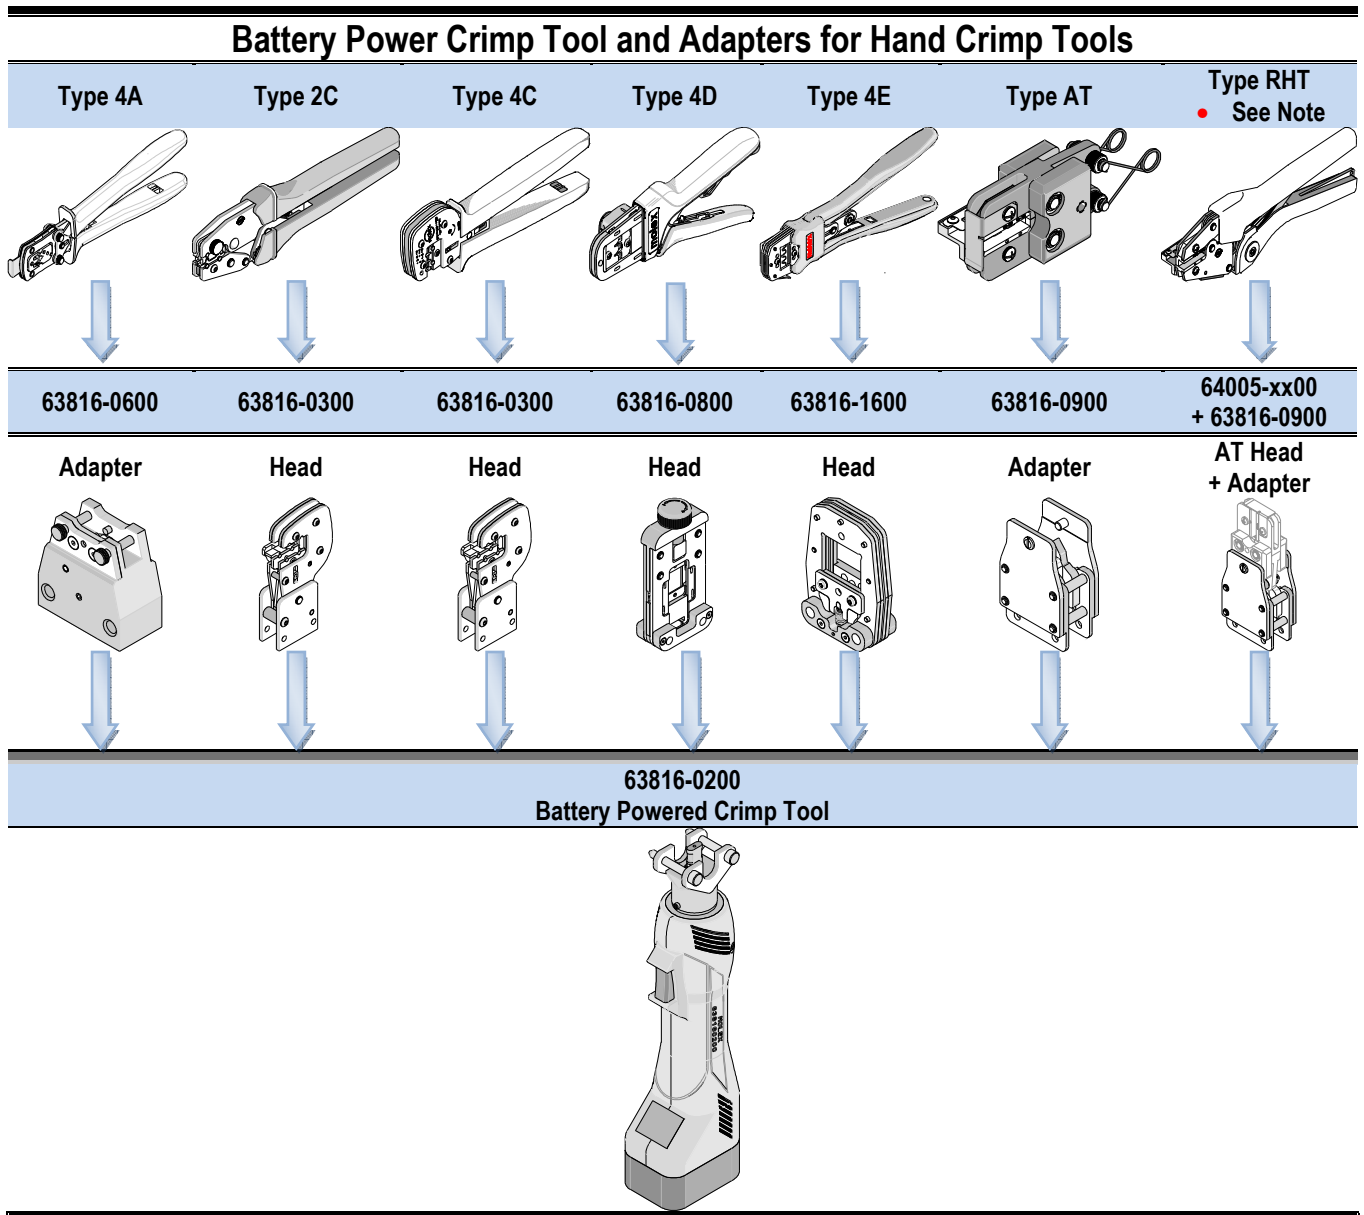 Battery Power Crimp Tool and Adapters for Hand Crimp Tools
Type 4A
Type 2C
Type 4C
Type 4D
Type 4E
Type AT
Type RHT
• See Note
molex
63816-0600
63816-0300
63816-0300
63816-0800
63816-1600
63816-0900
64005-xx00
+ 63816-0900
Adapter
Head
Head
Head
Head
Adapter
AT Head
+ Adapter
63816-0200
Battery Powered Crimp Tool
MOLEX
638160200